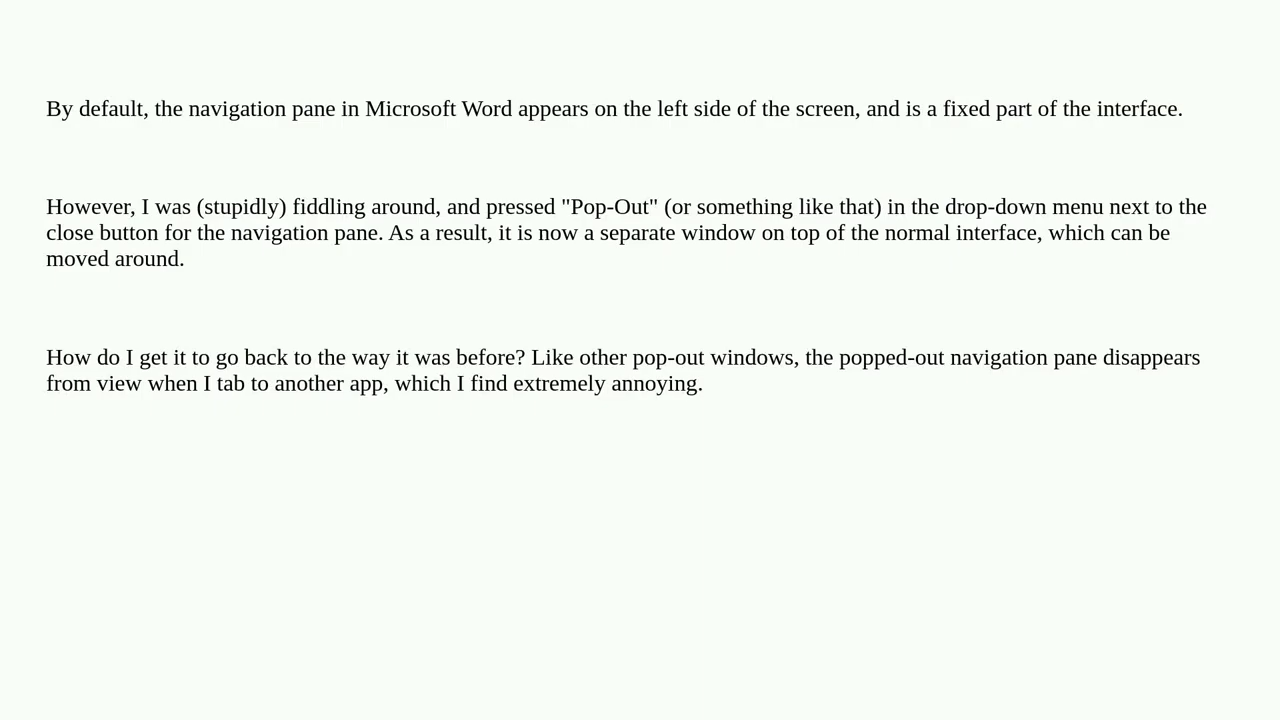 By default, the navigation pane in Microsoft Word appears on the left side of the screen, and is a fixed part of the interface.
However, I was (stupidly) fiddling around, and pressed "Pop-Out" (or something like that) in the drop-down menu next to the
close button for the navigation pane. As a result, it is now a separate window on top of the normal interface, which can be
moved around.
How do I get it to go back to the way it was before? Like other pop-out windows, the popped-out navigation pane disappears
from view when I tab to another app, which I find extremely annoying.